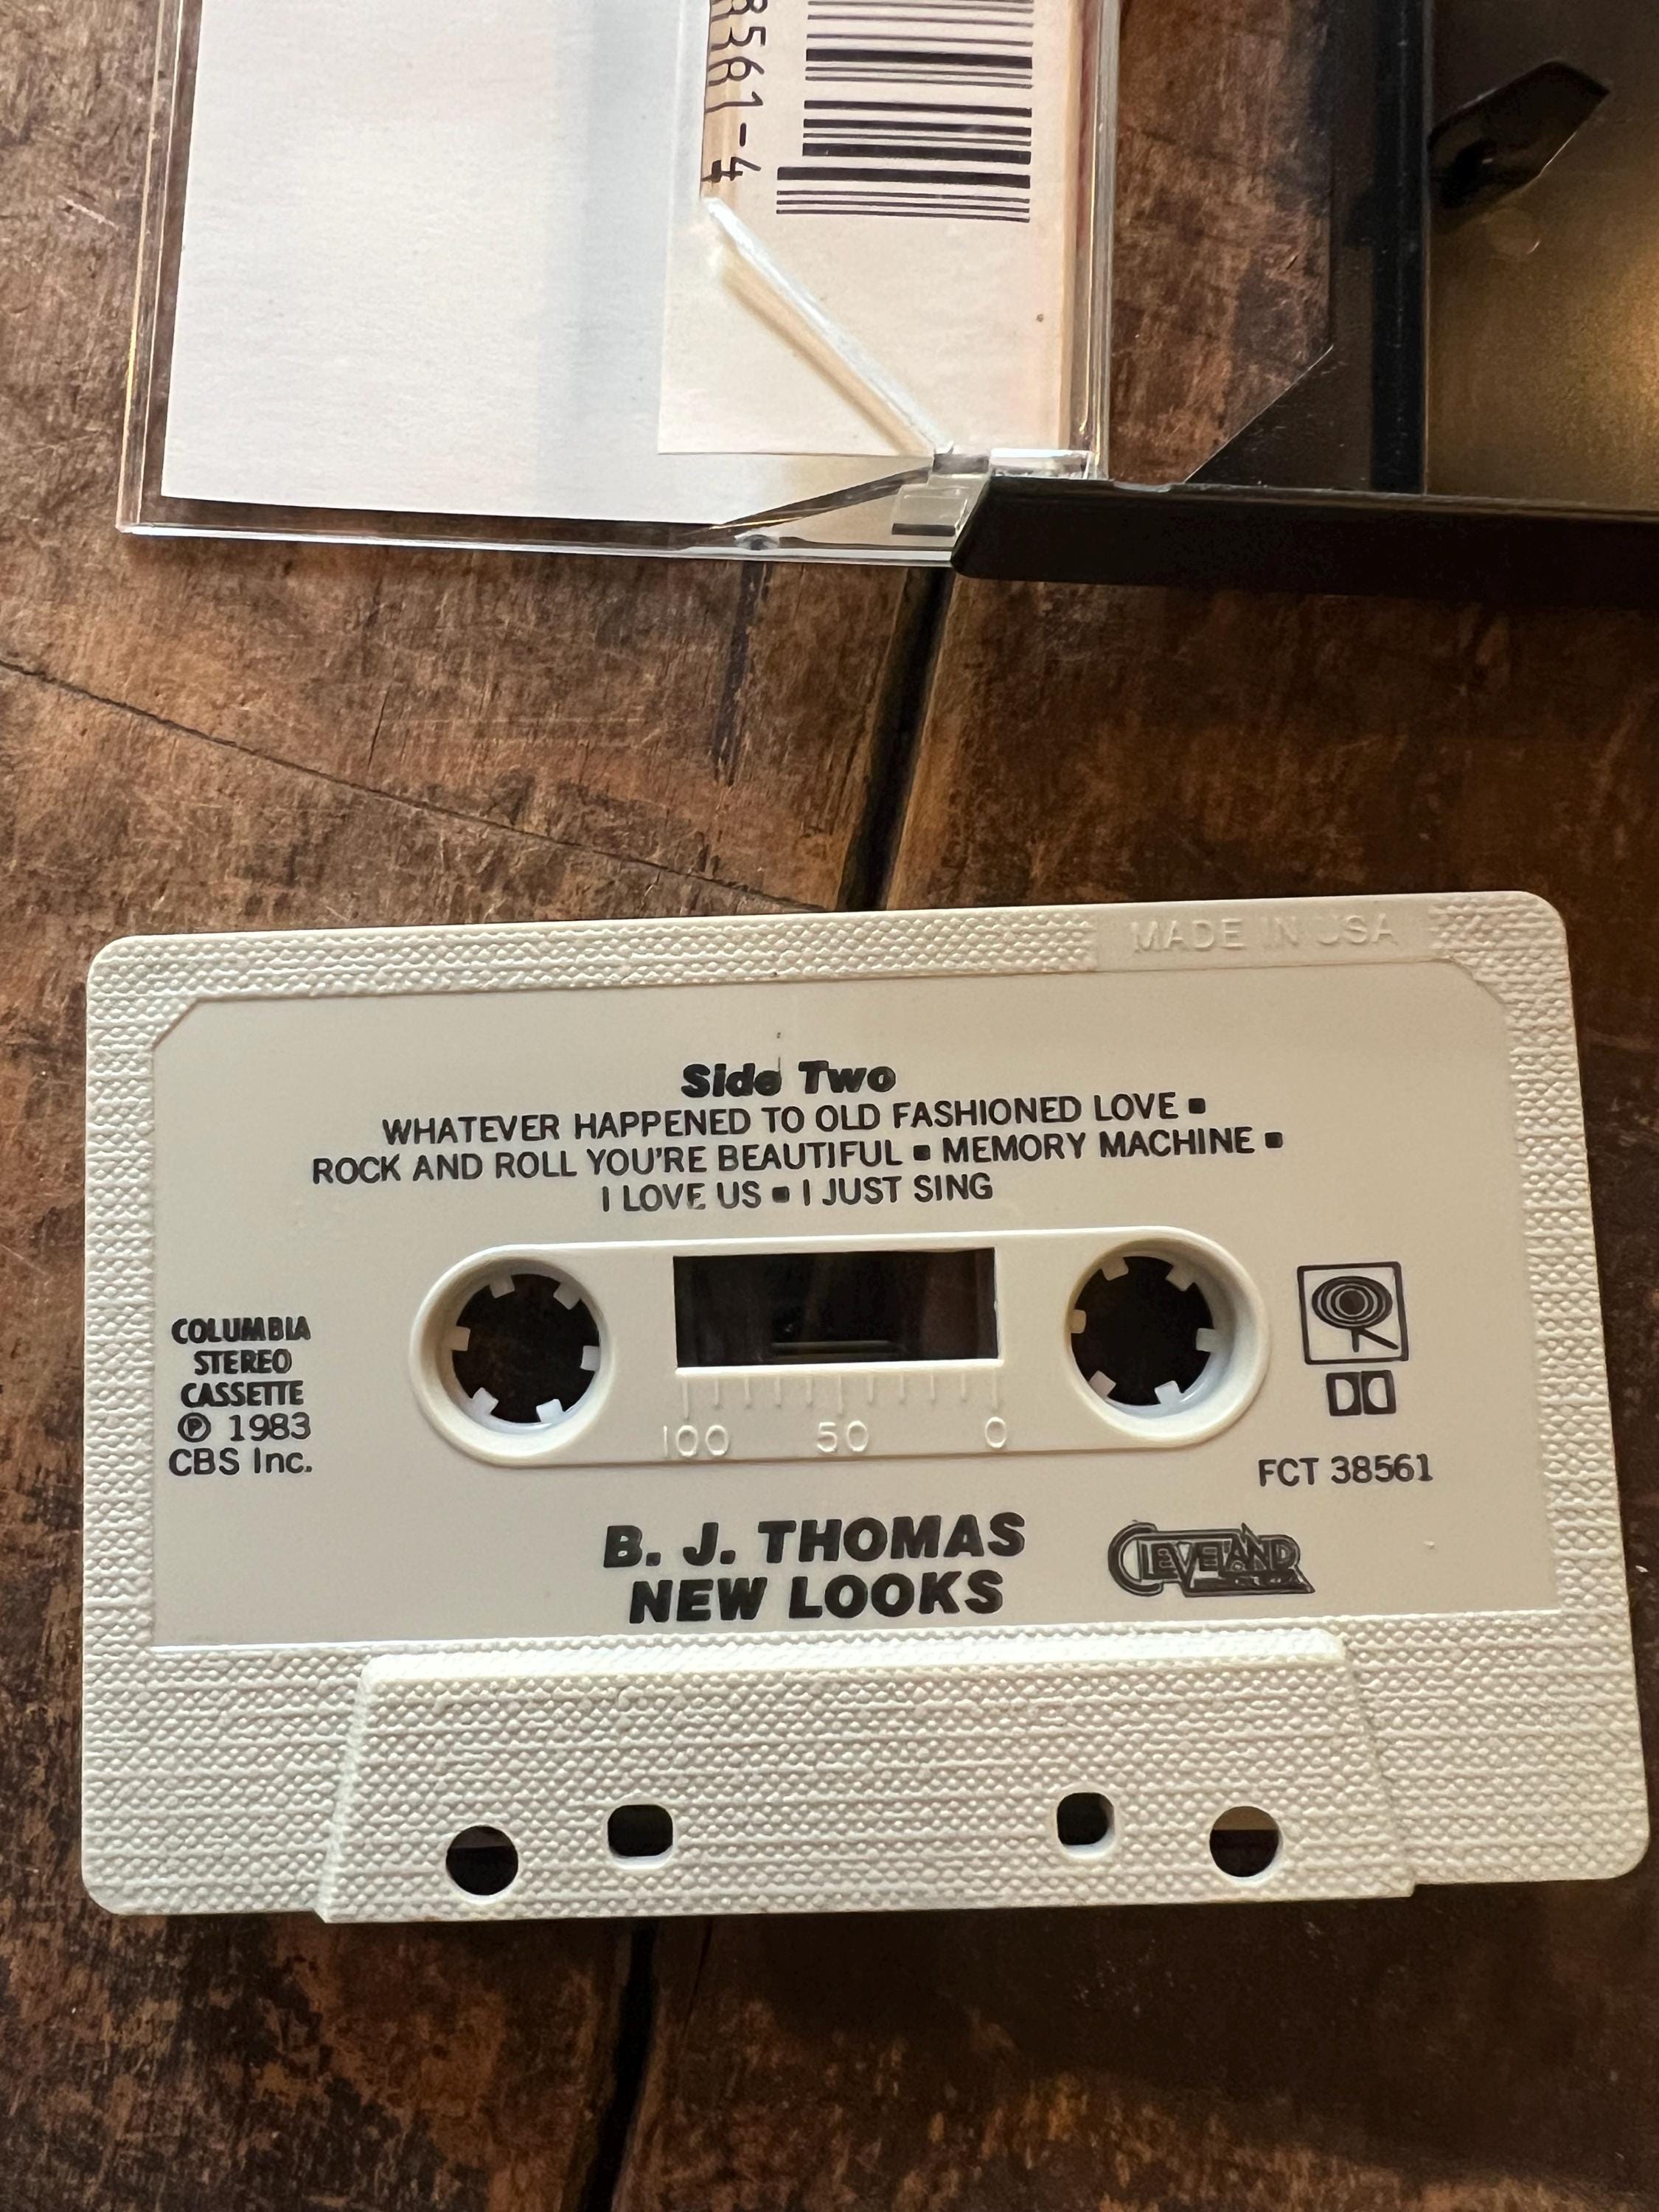 8561-4
MADE IN USA
Side Two
WHATEVER HAPPENED TO OLD FASHIONED LOVE ▪
ROCK AND ROLL YOU'RE BEAUTIFUL ▪ MEMORY MACHINE ▪
I LOVE US ▪ I JUST SING
COLUMBIA
STEREO
CASSETTE
℗ 1983
CBS Inc.
100 50 0
FCT 38561
B. J. THOMAS
NEW LOOKS
CLEVELAND